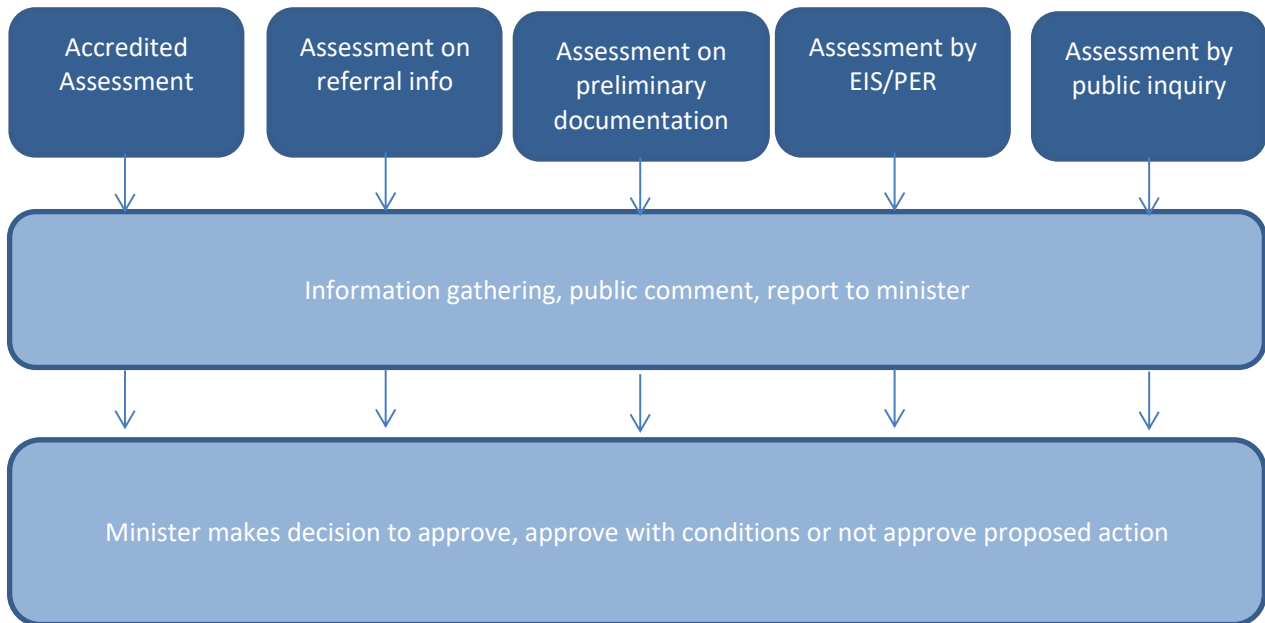 Accredited
Assessment
Assessment on
referral info
Assessment on
preliminary
documentation
Assessment by
EIS/PER
Assessment by
public inquiry
Information gathering, public comment, report to minister
Minister makes decision to approve, approve with conditions or not approve proposed action